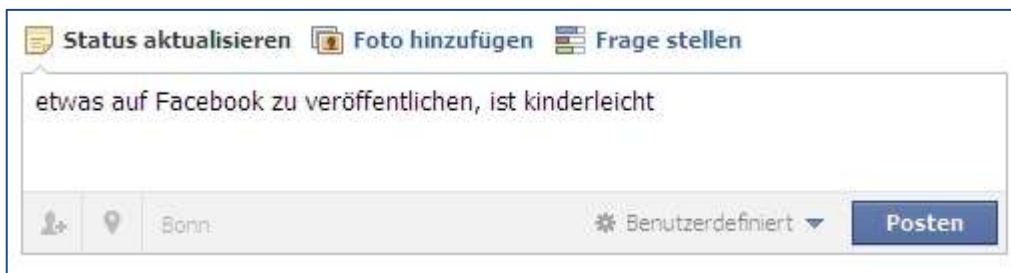 Status aktualisieren Foto hinzufügen Frage stellen
etwas auf Facebook zu veröffentlichen, ist kinderleicht
Bonn Benutzerdefiniert Posten